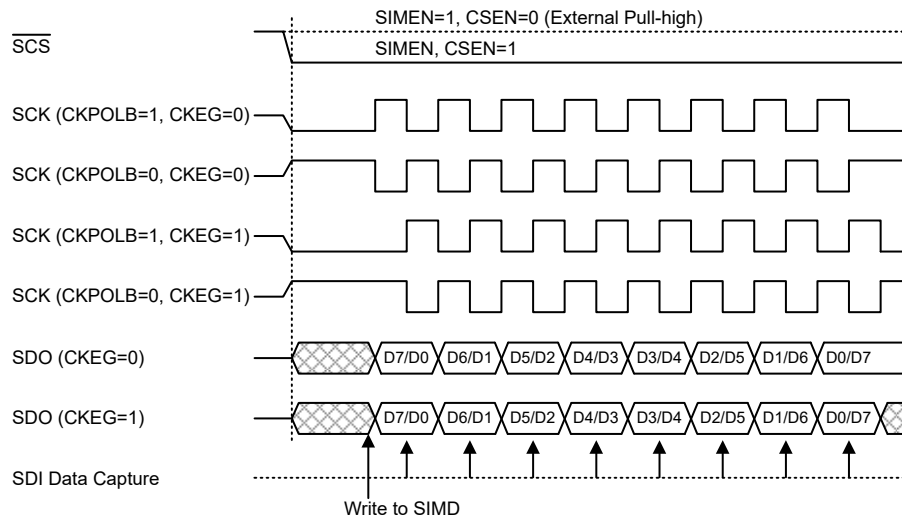 SIMEN=1, CSEN=0 (External Pull-high)
SCS
SIMEN, CSEN=1
SCK (CKPOLB=1, CKEG=0)
SCK (CKPOLB=0, CKEG=0)
SCK (CKPOLB=1, CKEG=1)
SCK (CKPOLB=0, CKEG=1)
SDO (CKEG=0) D7/D0 D6/D1 D5/D2 D4/D3 D3/D4 D2/D5 D1/D6 D0/D7
SDO (CKEG=1) D7/D0 D6/D1 D5/D2 D4/D3 D3/D4 D2/D5 D1/D6 D0/D7
SDI Data Capture
Write to SIMD